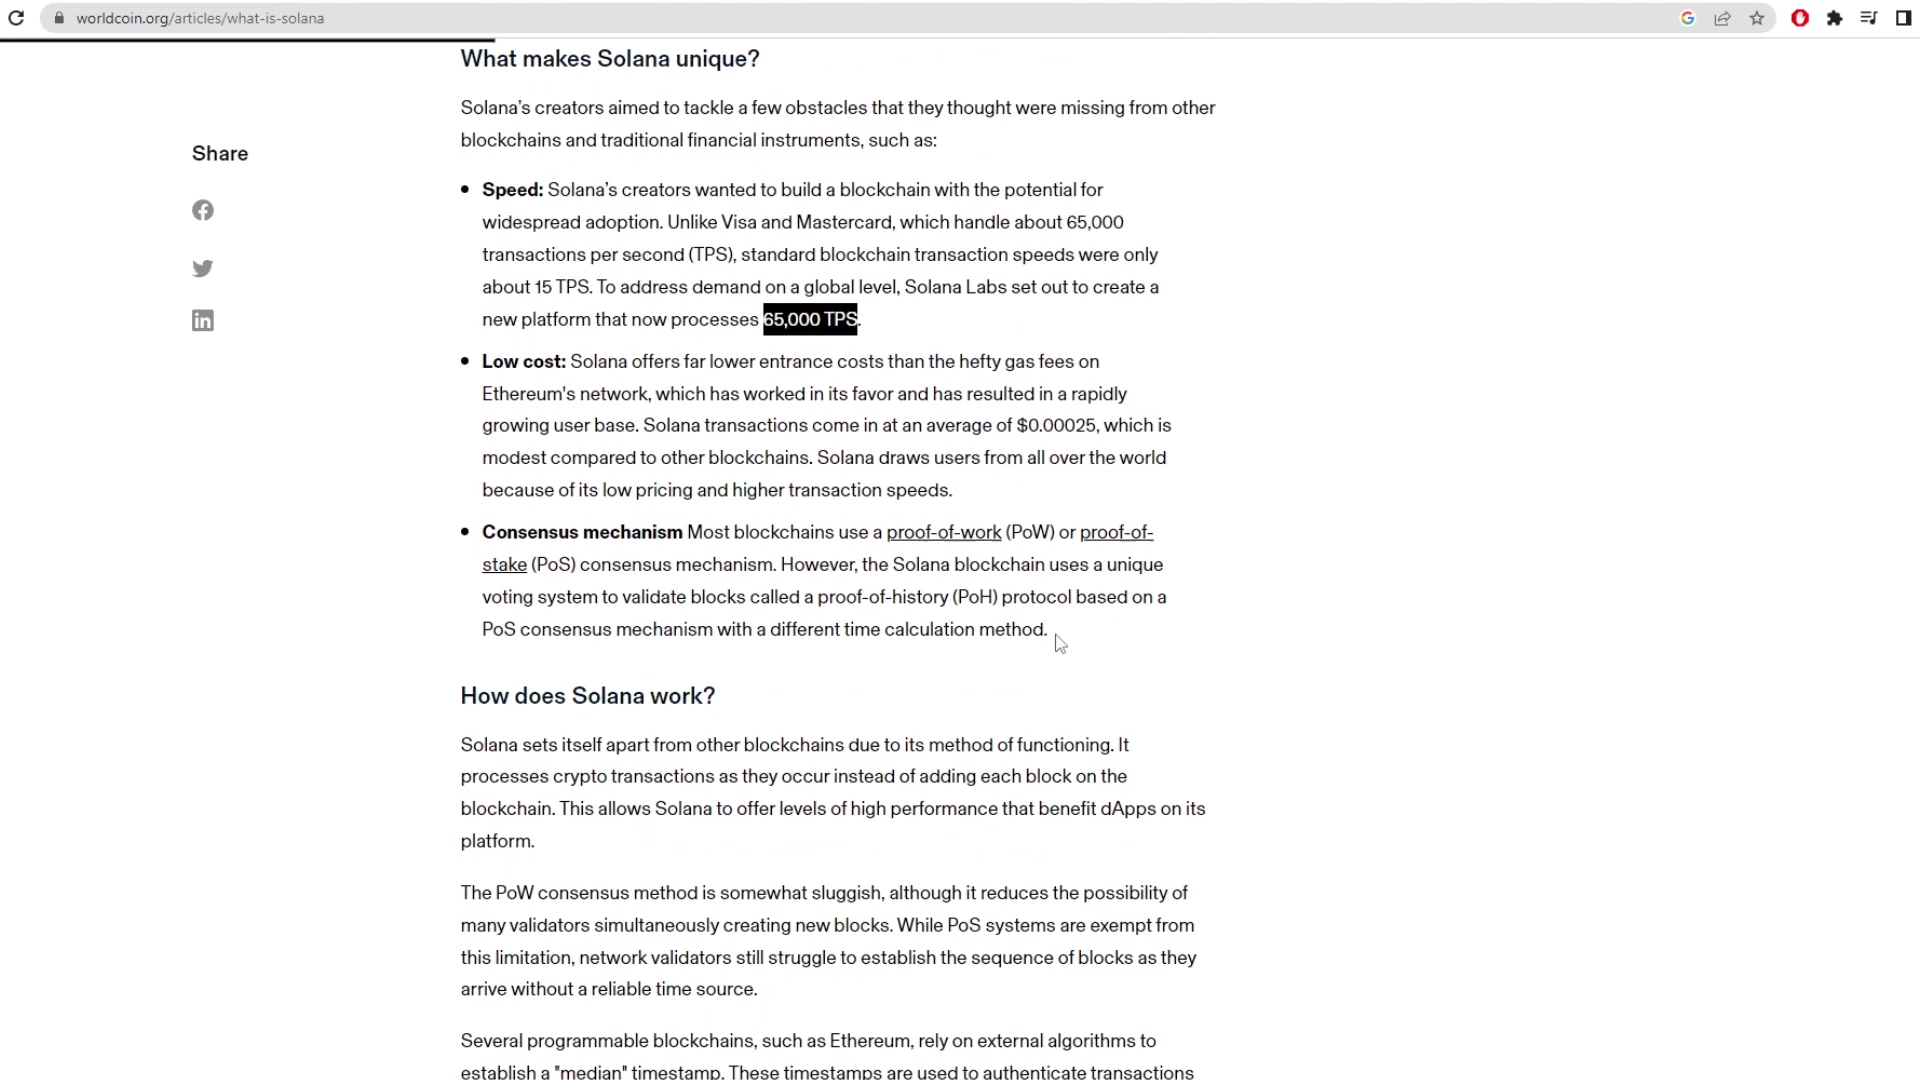 worldcoin.org/articles/what-is-solana
What makes Solana unique?
Solana’s creators aimed to tackle a few obstacles that they thought were missing from other
blockchains and traditional financial instruments, such as:
Share
• Speed: Solana’s creators wanted to build a blockchain with the potential for
widespread adoption. Unlike Visa and Mastercard, which handle about 65,000
transactions per second (TPS), standard blockchain transaction speeds were only
about 15 TPS. To address demand on a global level, Solana Labs set out to create a
new platform that now processes 65,000 TPS.
• Low cost: Solana offers far lower entrance costs than the hefty gas fees on
Ethereum's network, which has worked in its favor and has resulted in a rapidly
growing user base. Solana transactions come in at an average of $0.00025, which is
modest compared to other blockchains. Solana draws users from all over the world
because of its low pricing and higher transaction speeds.
• Consensus mechanism Most blockchains use a proof-of-work (PoW) or proof-of-
stake (PoS) consensus mechanism. However, the Solana blockchain uses a unique
voting system to validate blocks called a proof-of-history (PoH) protocol based on a
PoS consensus mechanism with a different time calculation method.
How does Solana work?
Solana sets itself apart from other blockchains due to its method of functioning. It
processes crypto transactions as they occur instead of adding each block on the
blockchain. This allows Solana to offer levels of high performance that benefit dApps on its
platform.
The PoW consensus method is somewhat sluggish, although it reduces the possibility of
many validators simultaneously creating new blocks. While PoS systems are exempt from
this limitation, network validators still struggle to establish the sequence of blocks as they
arrive without a reliable time source.
Several programmable blockchains, such as Ethereum, rely on external algorithms to
establish a "median" timestamp. These timestamps are used to authenticate transactions